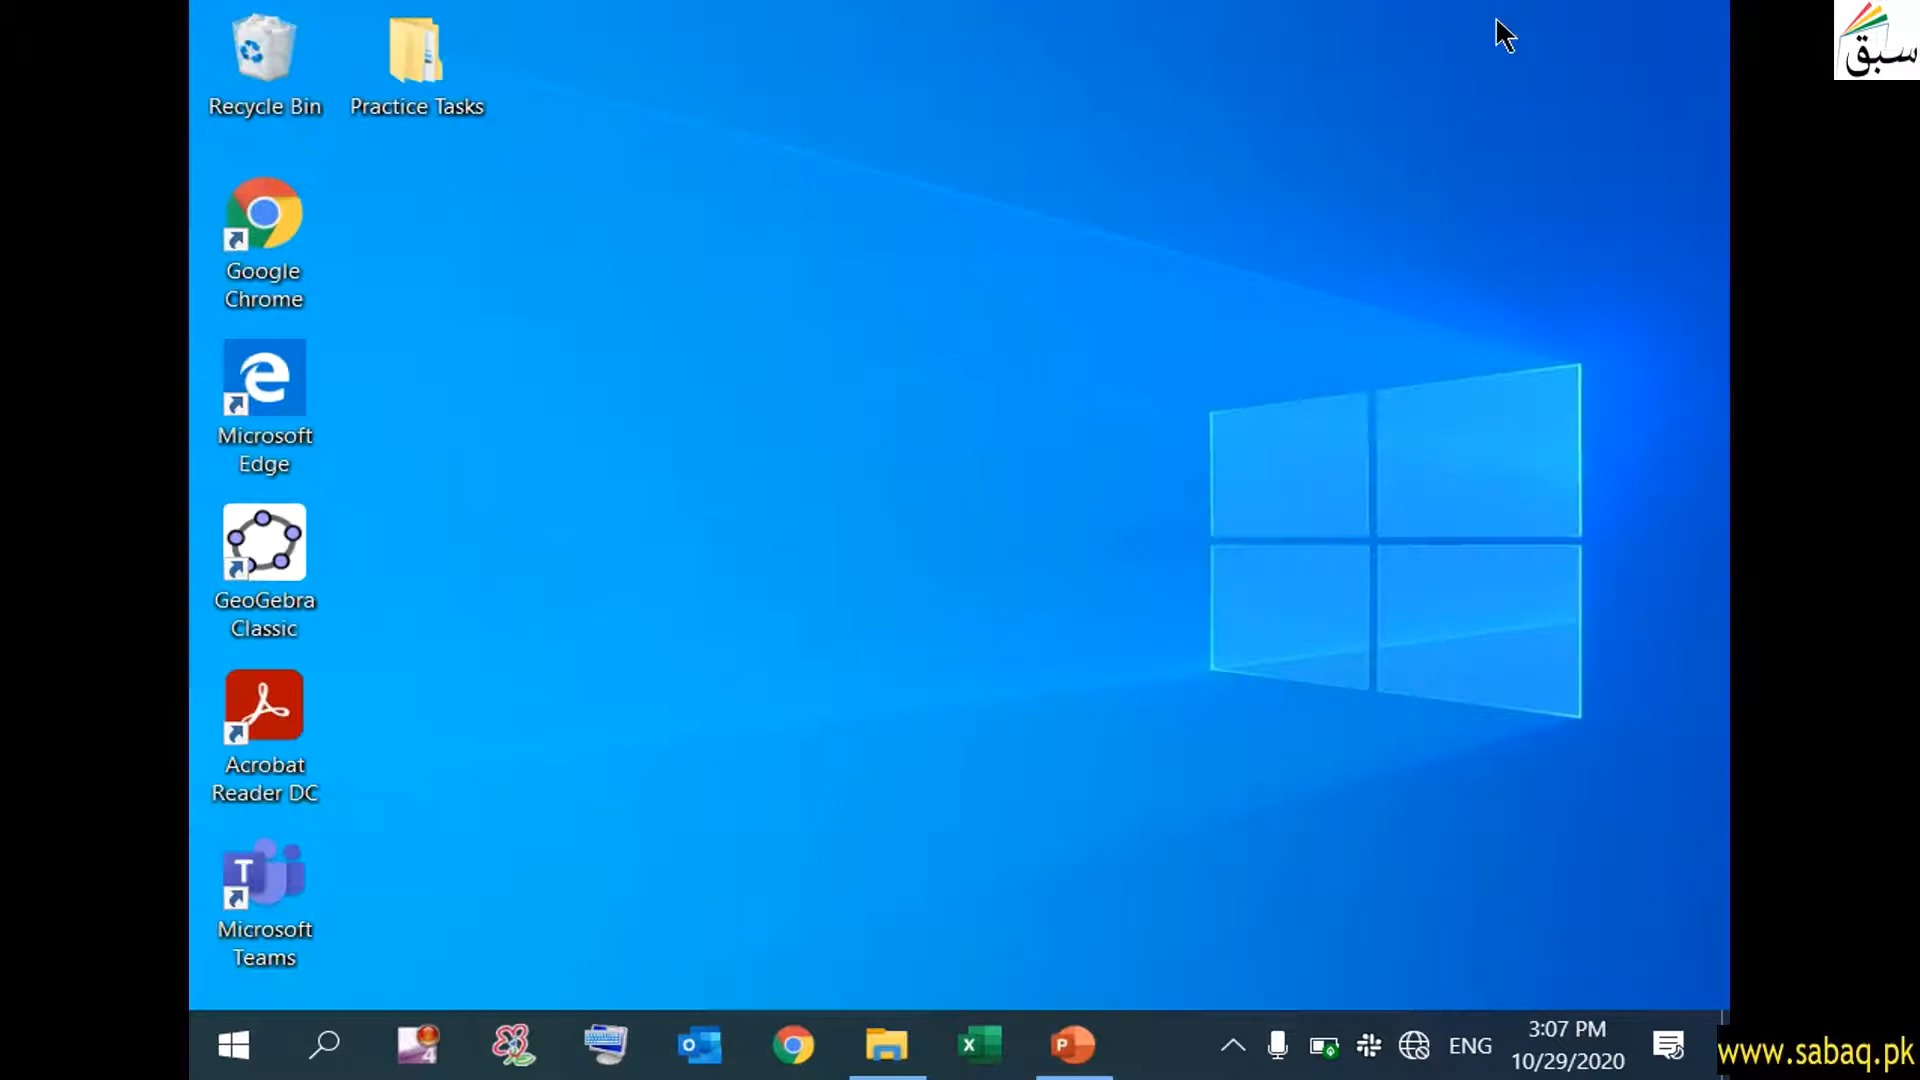 سبق
Recycle Bin
Practice Tasks
Google
Chrome
Microsoft
Edge
GeoGebra
Classic
Acrobat
Reader DC
Microsoft
Teams
ENG
3:07 PM
10/29/2020
www.sabaq.pk